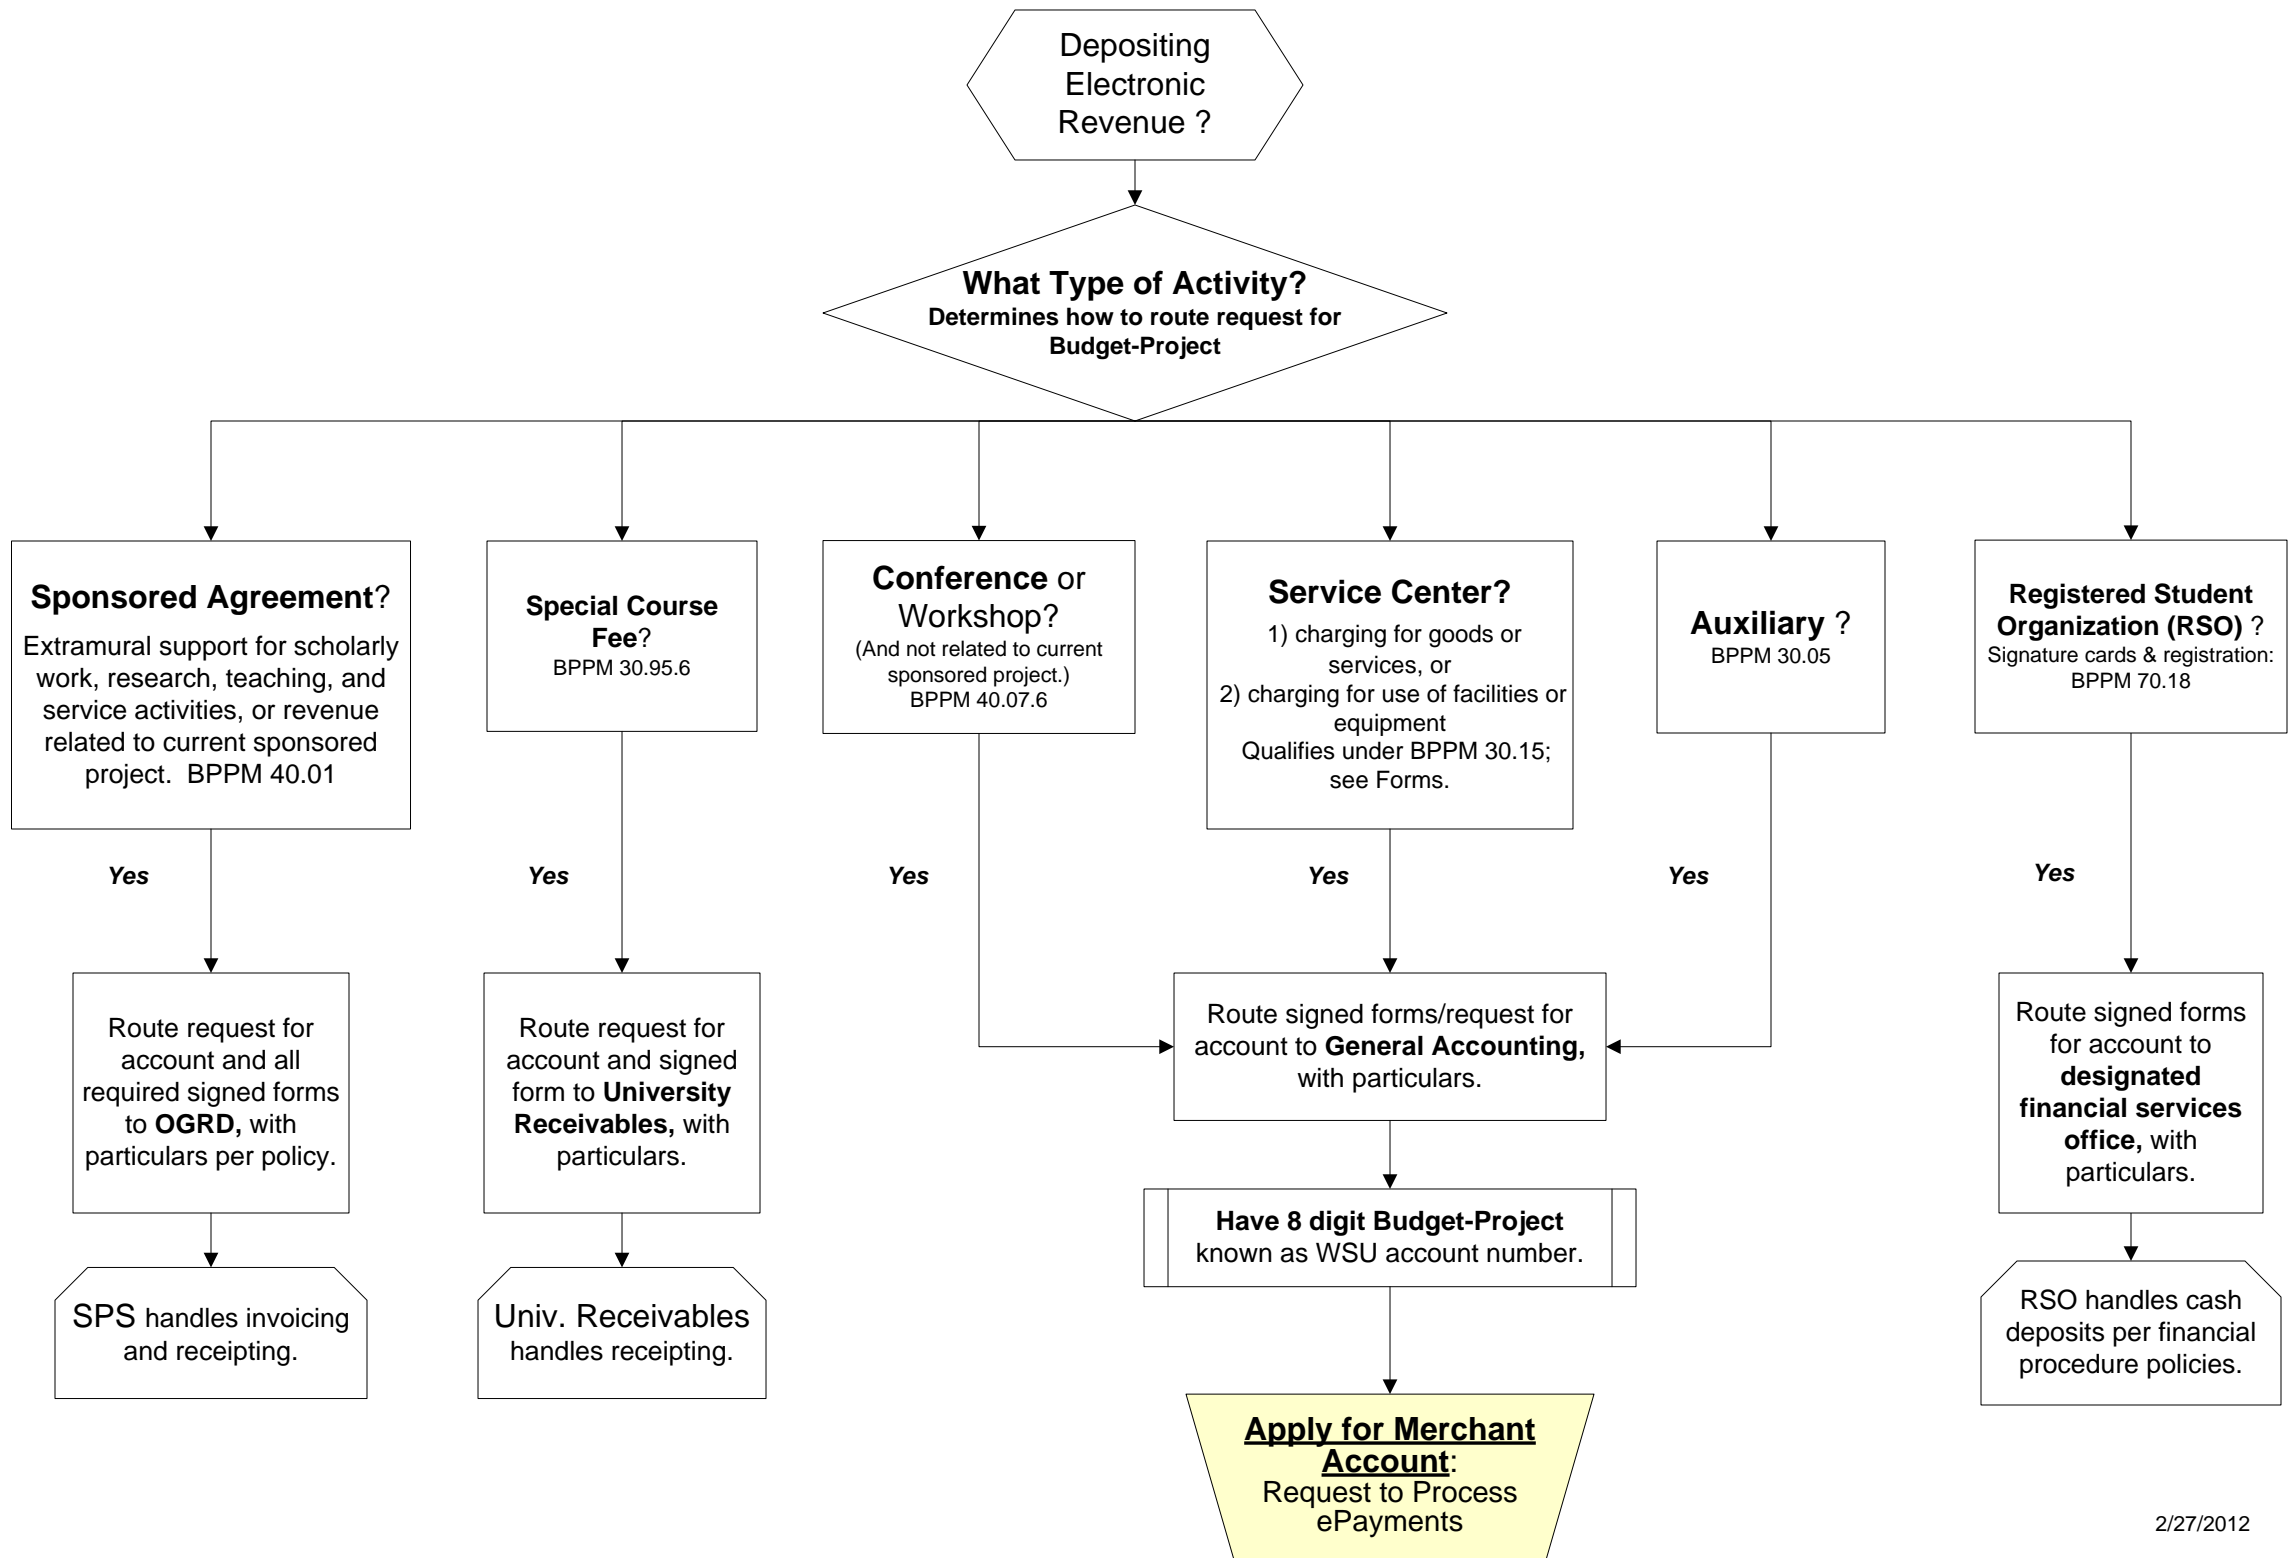 Depositing
Electronic
Revenue ?
What Type of Activity?
Determines how to route request for
Budget-Project
Sponsored Agreement?
Extramural support for scholarly
work, research, teaching, and
service activities, or revenue
related to current sponsored
project.  BPPM 40.01
Special Course
Fee?
BPPM 30.95.6
Conference or
Workshop?
(And not related to current
sponsored project.)
BPPM 40.07.6
Service Center?
1) charging for goods or
services, or
2) charging for use of facilities or
equipment
Qualifies under BPPM 30.15;
see Forms.
Auxiliary ?
BPPM 30.05
Registered Student
Organization (RSO) ?
Signature cards & registration:
BPPM 70.18
Yes
Yes
Yes
Yes
Yes
Yes
Route request for
account and all
required signed forms
to OGRD, with
particulars per policy.
Route request for
account and signed
form to University
Receivables, with
particulars.
Route signed forms/request for
account to General Accounting,
with particulars.
Route signed forms
for account to
designated
financial services
office, with
particulars.
Have 8 digit Budget-Project
known as WSU account number.
SPS handles invoicing
and receipting.
Univ. Receivables
handles receipting.
RSO handles cash
deposits per financial
procedure policies.
Apply for Merchant
Account:
Request to Process
ePayments
2/27/2012